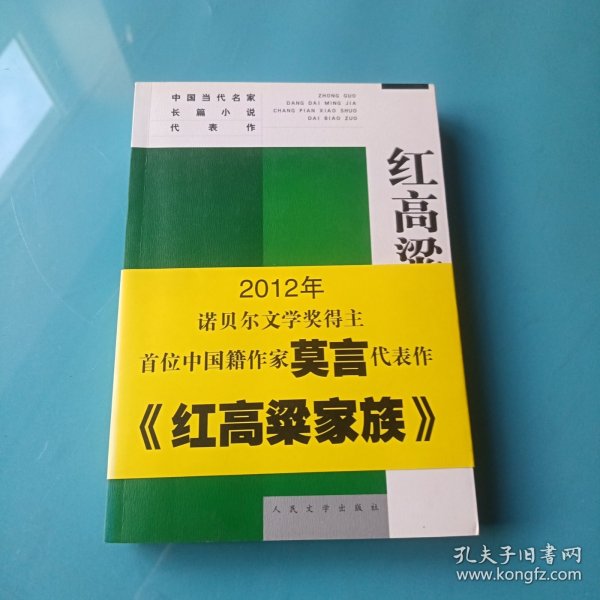 中国当代名家
长篇小说
代表作
ZHONG GUO
DANG DAI MING JIA
CHANG PIAN XIAO SHUO
DAI BIAO ZUO
红高粱
2012年
诺贝尔文学奖得主
首位中国籍作家莫言代表作
《红高粱家族》
人民文学出版社
孔夫子旧书网
www.kongfz.com